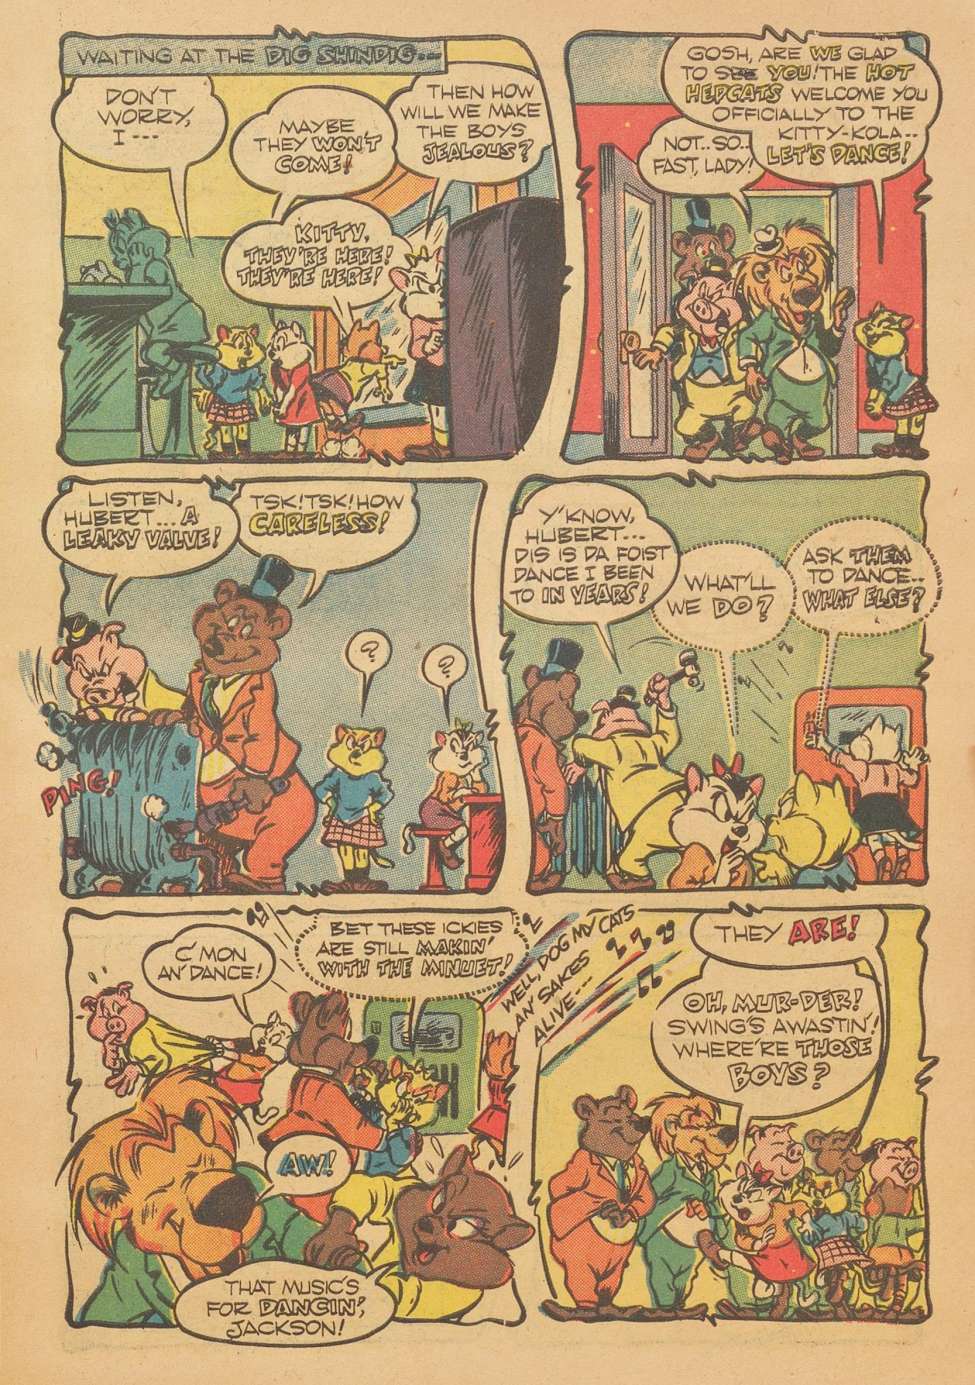 WAITING AT THE DIG SHINDIG...
DON'T
WORRY,
I ---
MAYBE
THEY WON'T
COME!
THEN HOW
WILL WE MAKE
THE BOYS
JEALOUS?
KITTY,
THEY'RE HERE!
THEY'RE HERE!
GOSH, ARE WE GLAD
TO SEE YOU! THE HOT
HEPCATS WELCOME YOU
OFFICIALLY TO THE
KITTY-KOLA..
LET'S DANCE!
NOT..SO..
FAST, LADY!
LISTEN,
HUBERT... A
LEAKY VALVE!
TSK! TSK! HOW
CARELESS!
?
?
PING!
Y'KNOW,
HUBERT...
DIS IS DA FOIST
DANCE I BEEN
TO IN YEARS!
WHAT'LL
WE DO?
ASK THEM
TO DANCE..
WHAT ELSE?
C'MON
AN' DANCE!
BET THESE ICKIES
ARE STILL MAKIN'
WITH THE MINUET!
AW!
THAT MUSIC'S
FOR DANCIN',
JACKSON!
WELL, DOG MY CATS
AN' SAKES
ALIVE...
THEY ARE!
OH, MUR-DER!
SWING'S AWASTIN'!
WHERE'RE THOSE
BOYS?